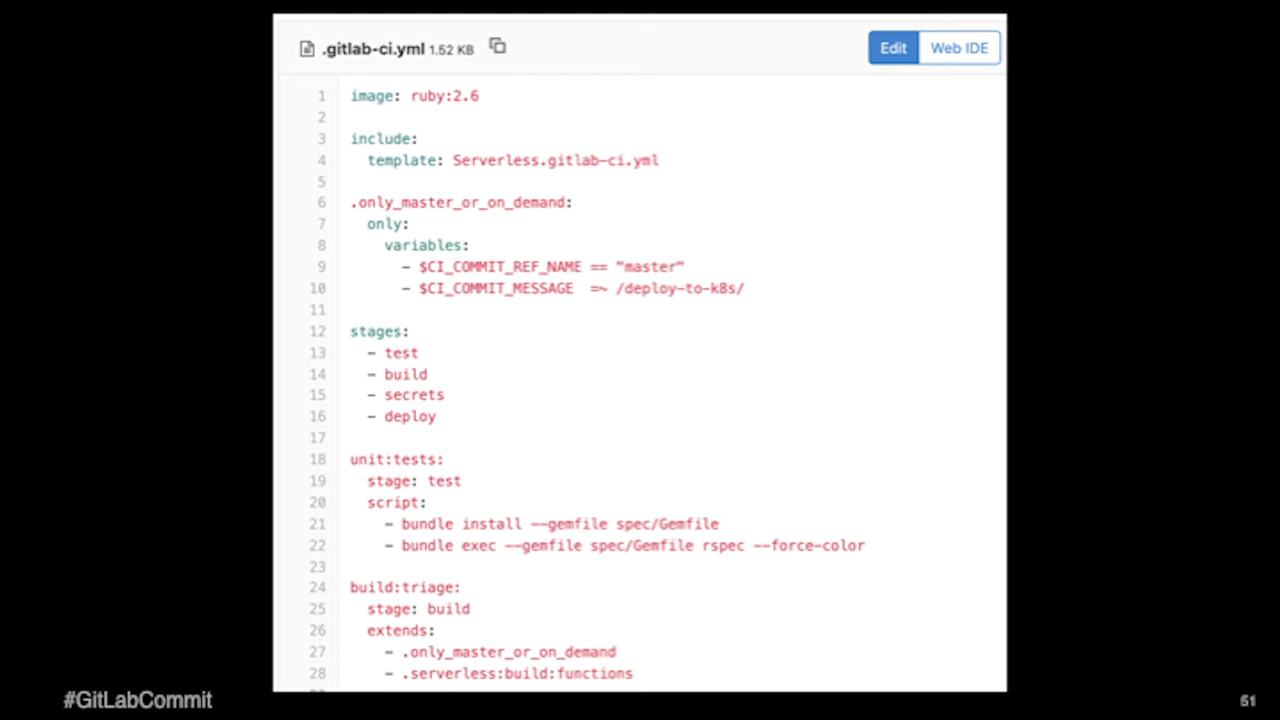 .gitlab-ci.yml 1.52 KB
Edit Web IDE
1 image: ruby:2.6
2
3 include:
4   template: Serverless.gitlab-ci.yml
5
6 .only_master_or_on_demand:
7   only:
8     variables:
9       - $CI_COMMIT_REF_NAME == "master"
10       - $CI_COMMIT_MESSAGE  =~ /deploy-to-k8s/
11
12 stages:
13   - test
14   - build
15   - secrets
16   - deploy
17
18 unit:tests:
19   stage: test
20   script:
21     - bundle install --gemfile spec/Gemfile
22     - bundle exec --gemfile spec/Gemfile rspec --force-color
23
24 build:triage:
25   stage: build
26   extends:
27     - .only_master_or_on_demand
28     - .serverless:build:functions
#GitLabCommit
51